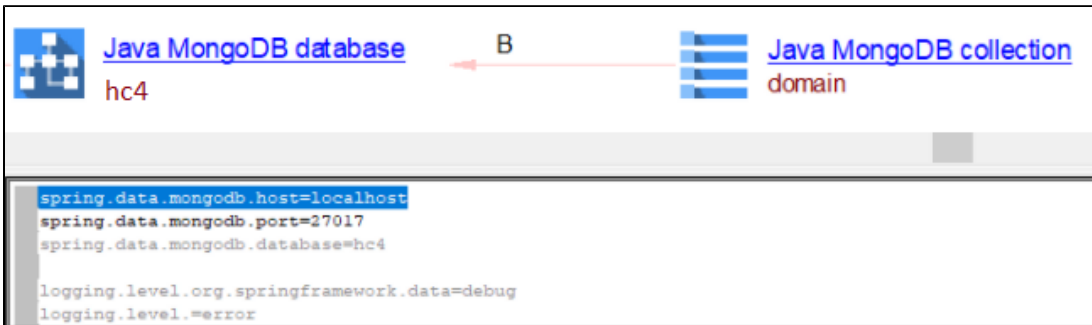 Java MongoDB database
hc4
B
Java MongoDB collection
domain
spring.data.mongodb.host=localhost
spring.data.mongodb.port=27017
spring.data.mongodb.database=hc4
logging.level.org.springframework.data=debug
logging.level.=error